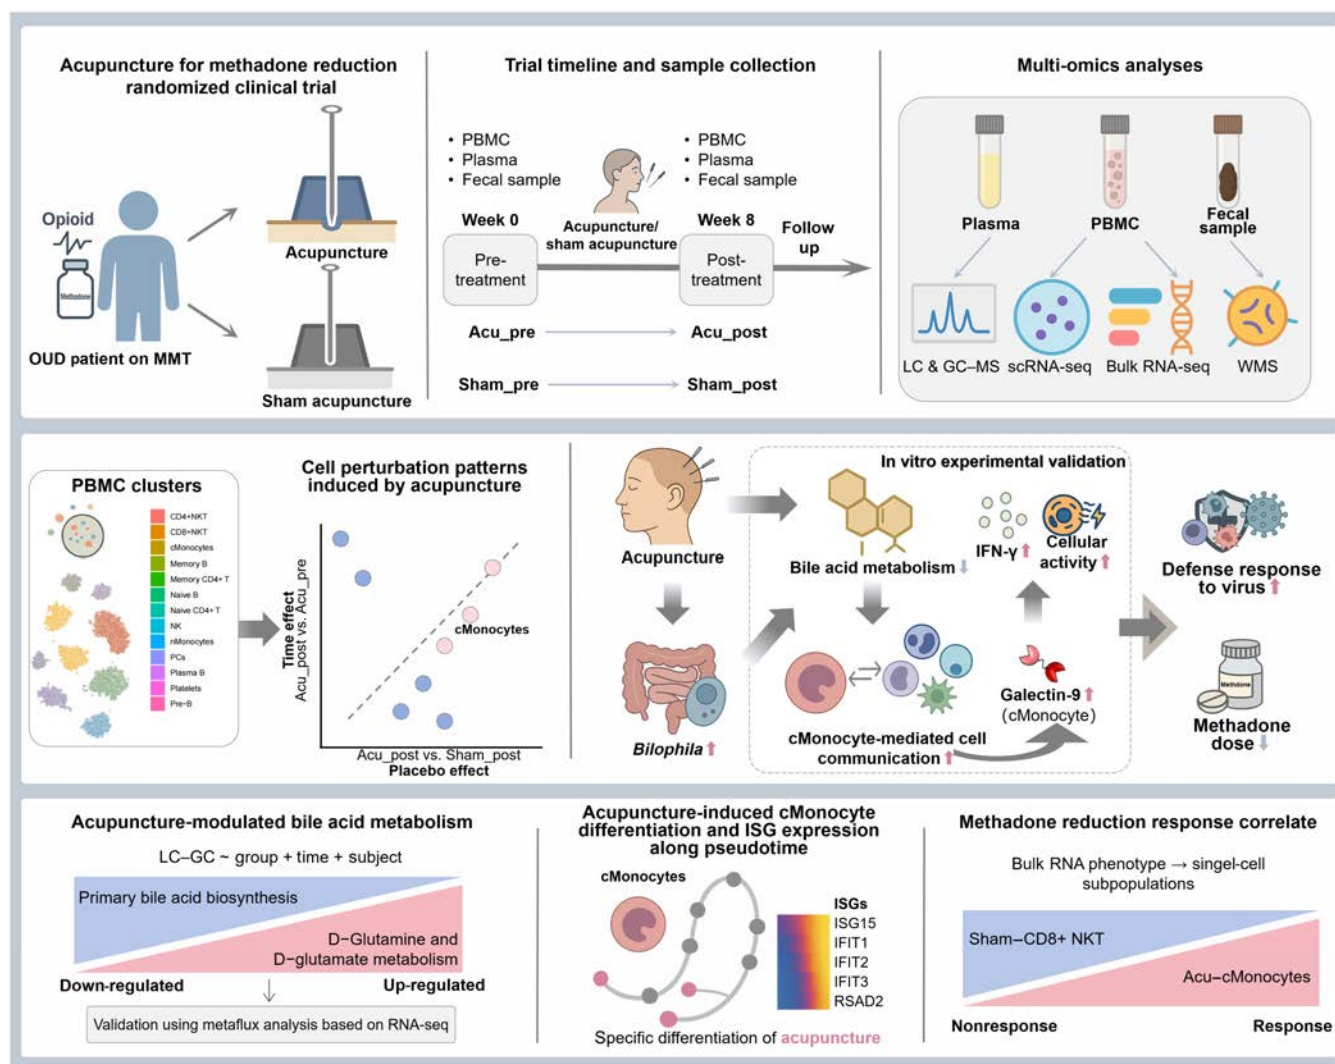 Acupuncture for methadone reduction
randomized clinical trial
Opioid
Methadone
OUD patient on MMT
Acupuncture
Sham acupuncture
Trial timeline and sample collection
• PBMC
• Plasma
• Fecal sample
• PBMC
• Plasma
• Fecal sample
Week 0
Acupuncture/
sham acupuncture
Week 8
Follow
up
Pre-
treatment
Post-
treatment
Acu_pre
Acu_post
Sham_pre
Sham_post
Multi-omics analyses
Plasma
PBMC
Fecal
sample
LC & GC–MS
scRNA-seq
Bulk RNA-seq
WMS
PBMC clusters
CD4+NKT
CD8+NKT
cMonocytes
Memory B
Memory CD4+ T
Naive B
Naive CD4+ T
NK
nMonocytes
PCs
Plasma B
Platelets
Pre-B
Cell perturbation patterns
induced by acupuncture
Time effect
Acu_post vs. Acu_pre
cMonocytes
Acu_post vs. Sham_post
Placebo effect
Acupuncture
Bilophila
In vitro experimental validation
Bile acid metabolism
IFN-γ
Cellular
activity
cMonocyte-mediated cell
communication
Galectin-9
(cMonocyte)
Defense response
to virus
Methdone
Methadone
dose
Acupuncture-modulated bile acid metabolism
LC–GC ~ group + time + subject
Primary bile acid biosynthesis
D−Glutamine and
D−glutamate metabolism
Down-regulated
Up-regulated
Validation using metaflux analysis based on RNA-seq
Acupuncture-induced cMonocyte
differentiation and ISG expression
along pseudotime
cMonocytes
ISGs
ISG15
IFIT1
IFIT2
IFIT3
RSAD2
Specific differentiation of acupuncture
Methadone reduction response correlate
Bulk RNA phenotype → singel-cell
subpopulations
Sham–CD8+ NKT
Acu–cMonocytes
Nonresponse
Response